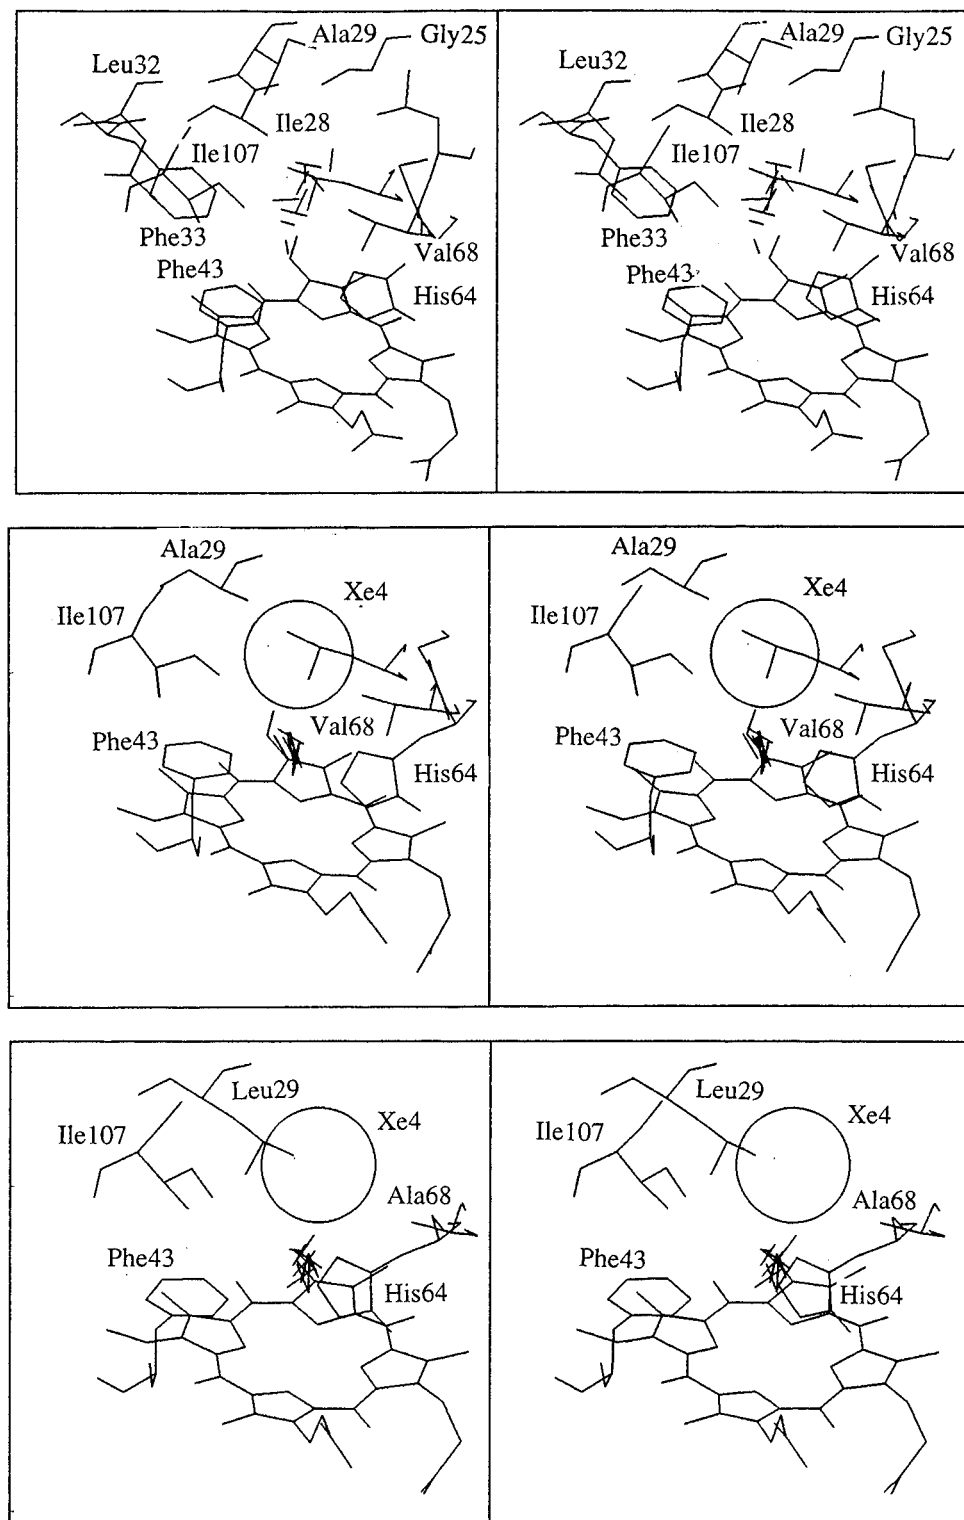 Ala29 Gly25 Ala29 Gly25
Leu32 Leu32
Ile28 Ile28
Ile107 Ile107
Phe33 Phe33
Val68 Val68
Phe43 Phe43
His64 His64
Ala29 Ala29
Xe4 Xe4
Ile107 Ile107
Val68 Val68
Phe43 Phe43
His64 His64
Leu29 Leu29
Xe4 Xe4
Ile107 Ile107
Ala68 Ala68
Phe43 Phe43
His64 His64